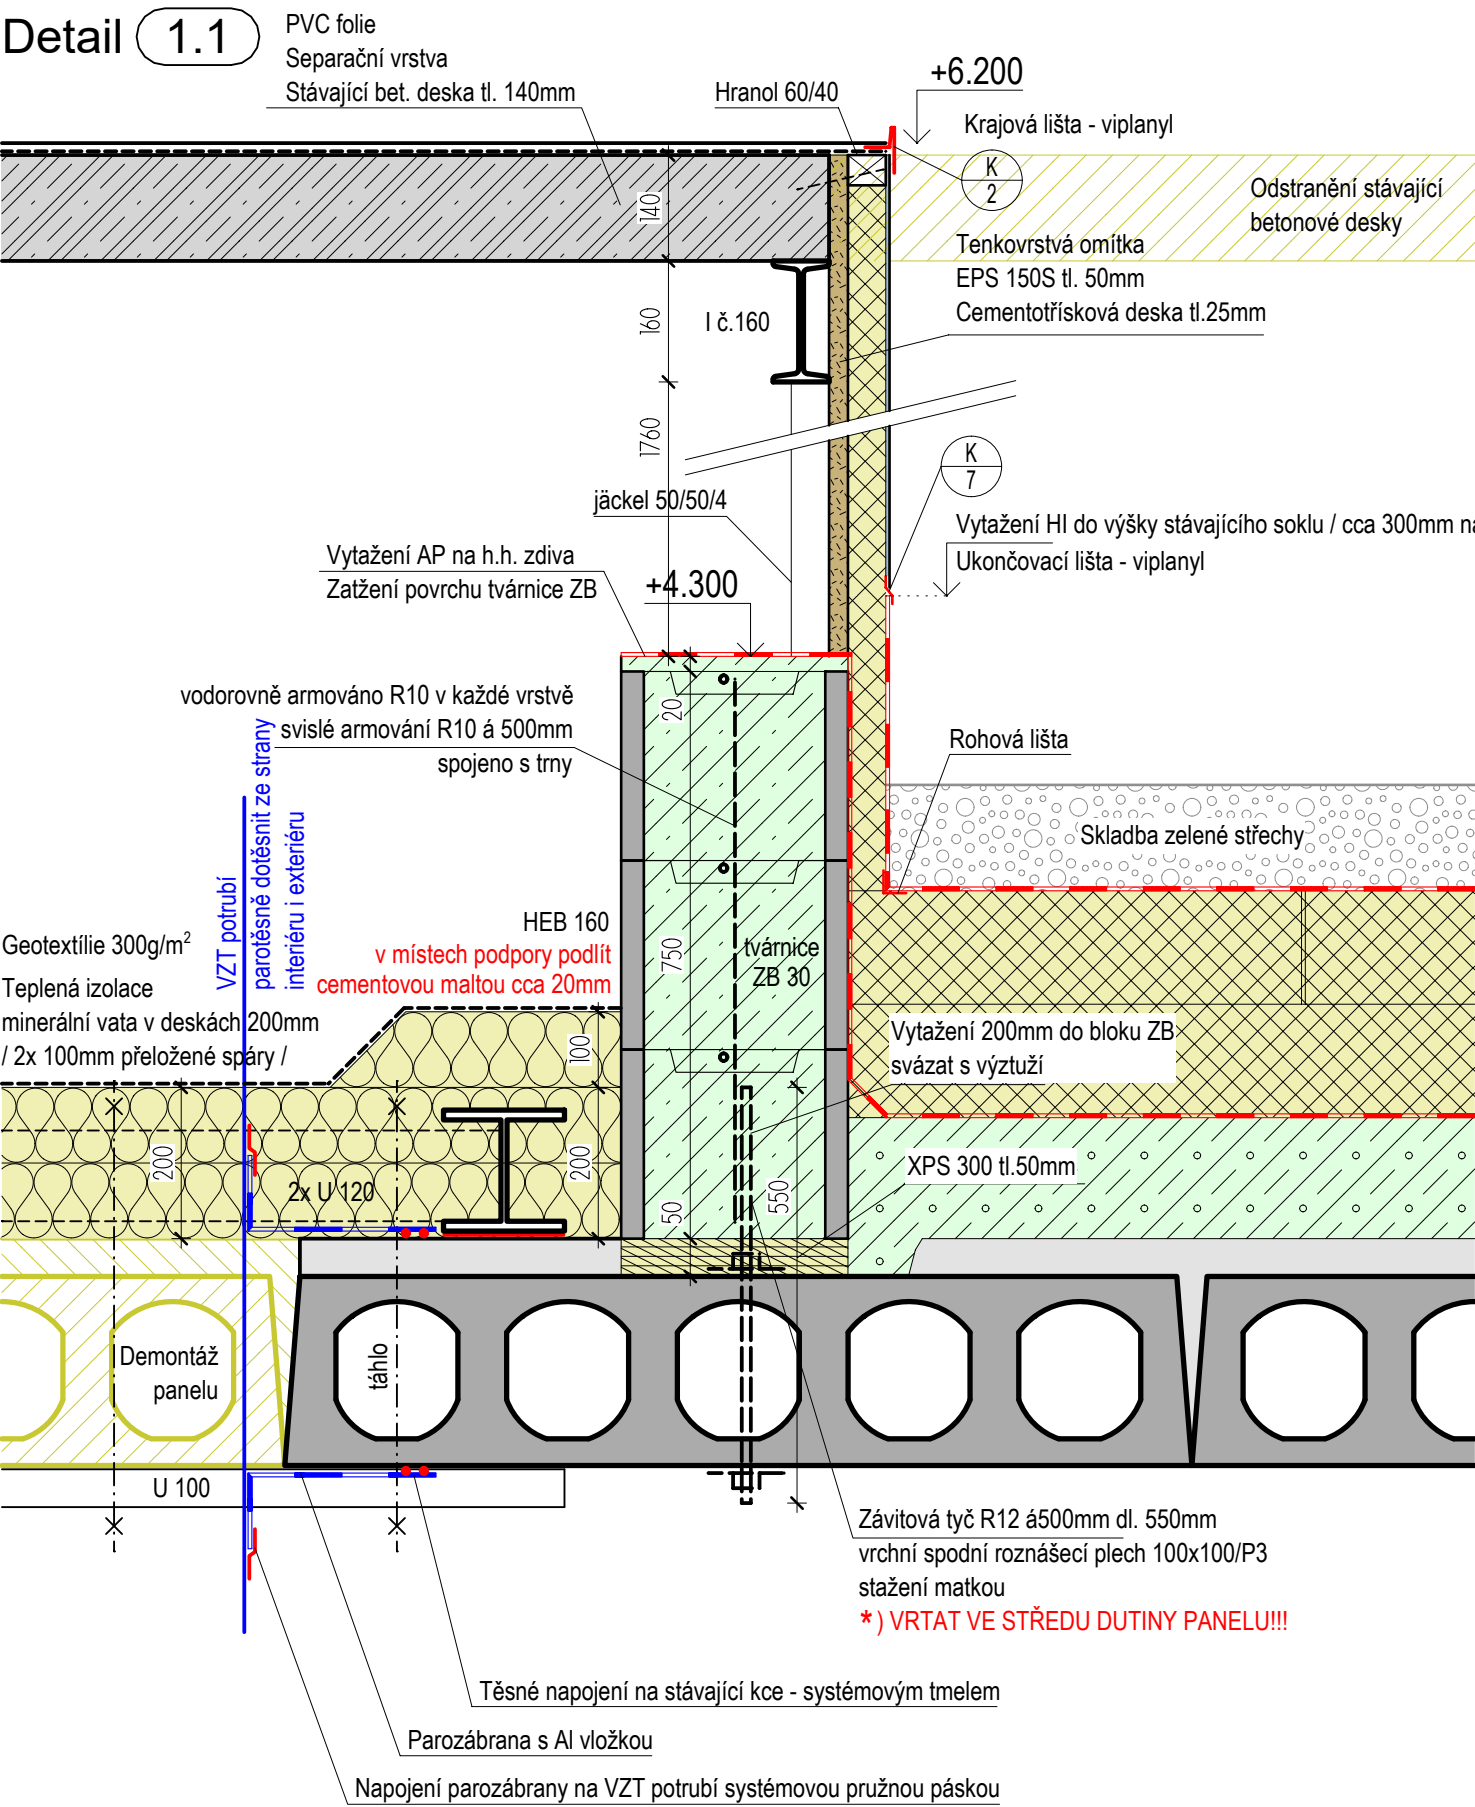 Detail 1.1
PVC folie
Separační vrstva
Stávající bet. deska tl. 140mm
Hranol 60/40
+6.200
Krajová lišta - viplanyl
K
2
Odstranění stávající
betonové desky
140
Tenkovrstvá omítka
EPS 150S tl. 50mm
Cementotřísková deska tl.25mm
160
I č.160
1760
K
7
jäckel 50/50/4
Vytažení HI do výšky stávajícího soklu / cca 300mm
Ukončovací lišta - viplanyl
Vytažení AP na h.h. zdiva
Zatžení povrchu tvárnice ZB
+4.300
vodorovně armováno R10 v každé vrstvě
svislé armování R10 á 500mm
spojeno s trny
20
Rohová lišta
Skladba zelené střechy
VZT potrubí
parotěsně dotěsnit ze strany
interiéru i exteriéru
HEB 160
v místech podpory podlít
cementovou maltou cca 20mm
750
tvárnice
ZB 30
Geotextílie 300g/m²
Teplená izolace
minerální vata v deskách 200mm
/ 2x 100mm přeložené spáry /
100
Vytažení 200mm do bloku ZB
svázat s výztuží
200
2x U 120
200
50
550
XPS 300 tl.50mm
Demontáž
panelu
táhlo
U 100
Závitová tyč R12 á500mm dl. 550mm
vrchní spodní roznášecí plech 100x100/P3
stažení matkou
*) VRTAT VE STŘEDU DUTINY PANELU!!!
Těsné napojení na stávající kce - systémovým tmelem
Parozábrana s Al vložkou
Napojení parozábrany na VZT potrubí systémovou pružnou páskou